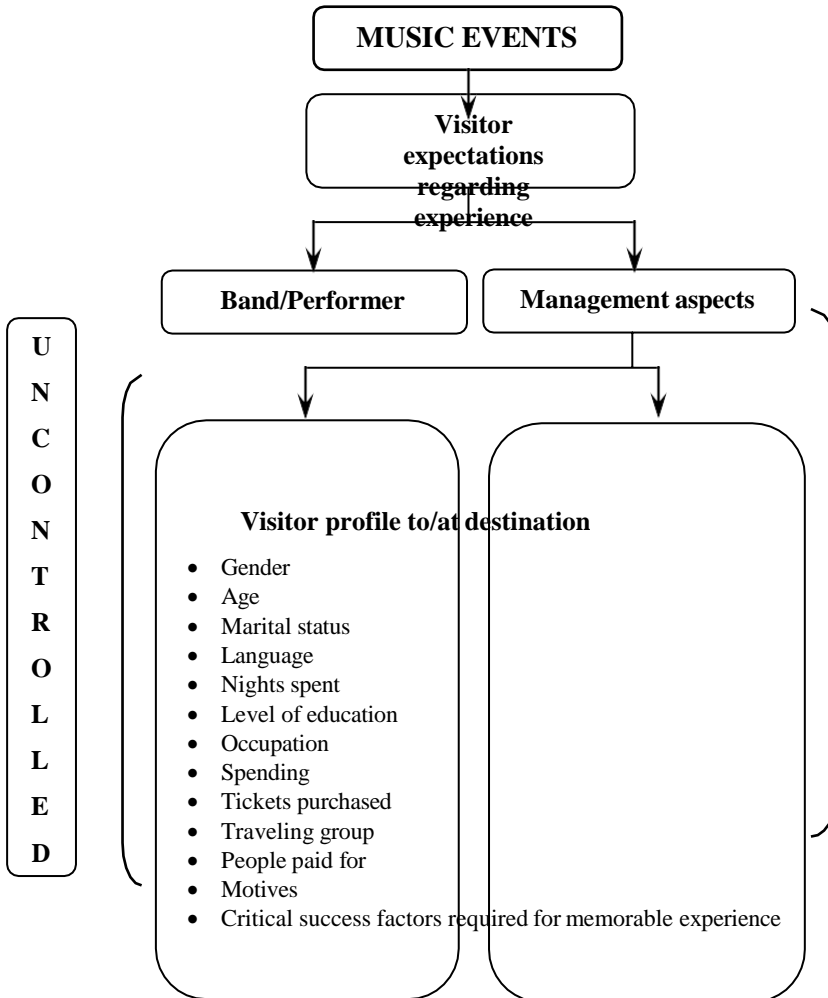 MUSIC EVENTS
Visitor
expectations
regarding
experience
Band/Performer
Management aspects
U
N
C
O
N
T
R
O
L
L
E
D
Visitor profile to/at destination
• Gender
• Age
• Marital status
• Language
• Nights spent
• Level of education
• Occupation
• Spending
• Tickets purchased
• Traveling group
• People paid for
• Motives
• Critical success factors required for memorable experience